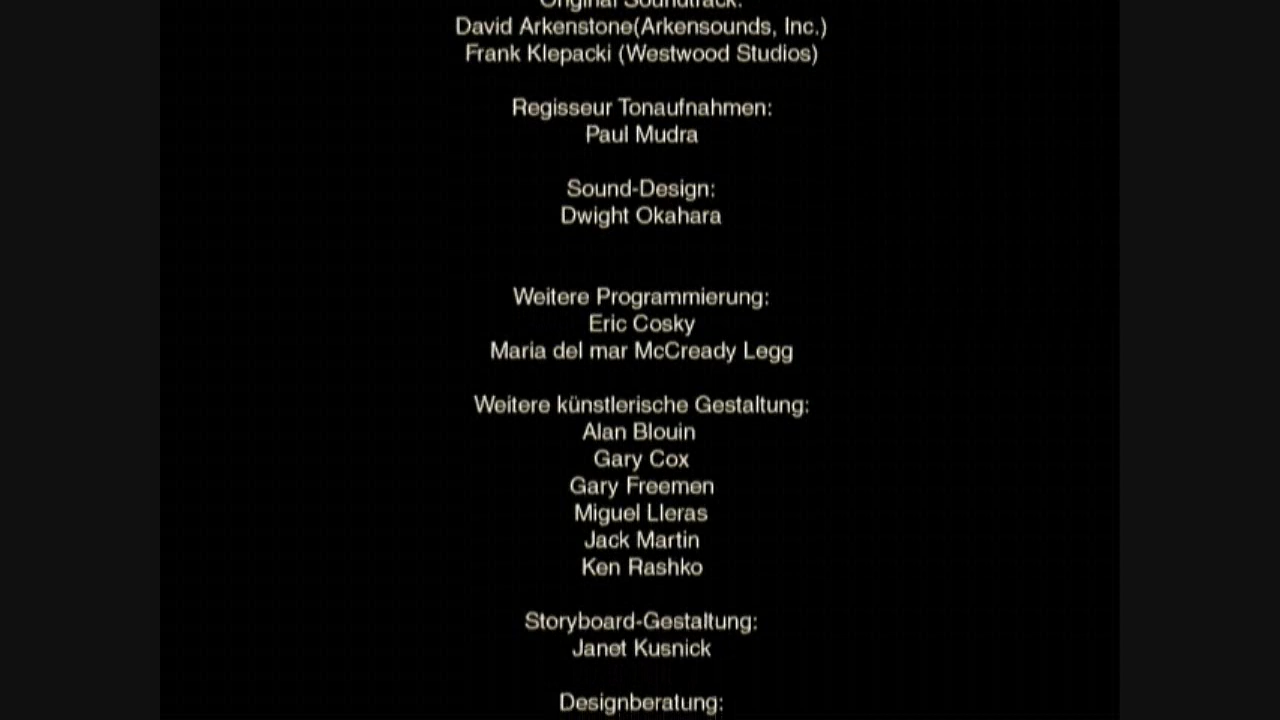 Original Soundtrack:
David Arkenstone(Arkensounds, Inc.)
Frank Klepacki (Westwood Studios)
Regisseur Tonaufnahmen:
Paul Mudra
Sound-Design:
Dwight Okahara
Weitere Programmierung:
Eric Cosky
Maria del mar McCready Legg
Weitere künstlerische Gestaltung:
Alan Blouin
Gary Cox
Gary Freemen
Miguel Lleras
Jack Martin
Ken Rashko
Storyboard-Gestaltung:
Janet Kusnick
Designberatung: